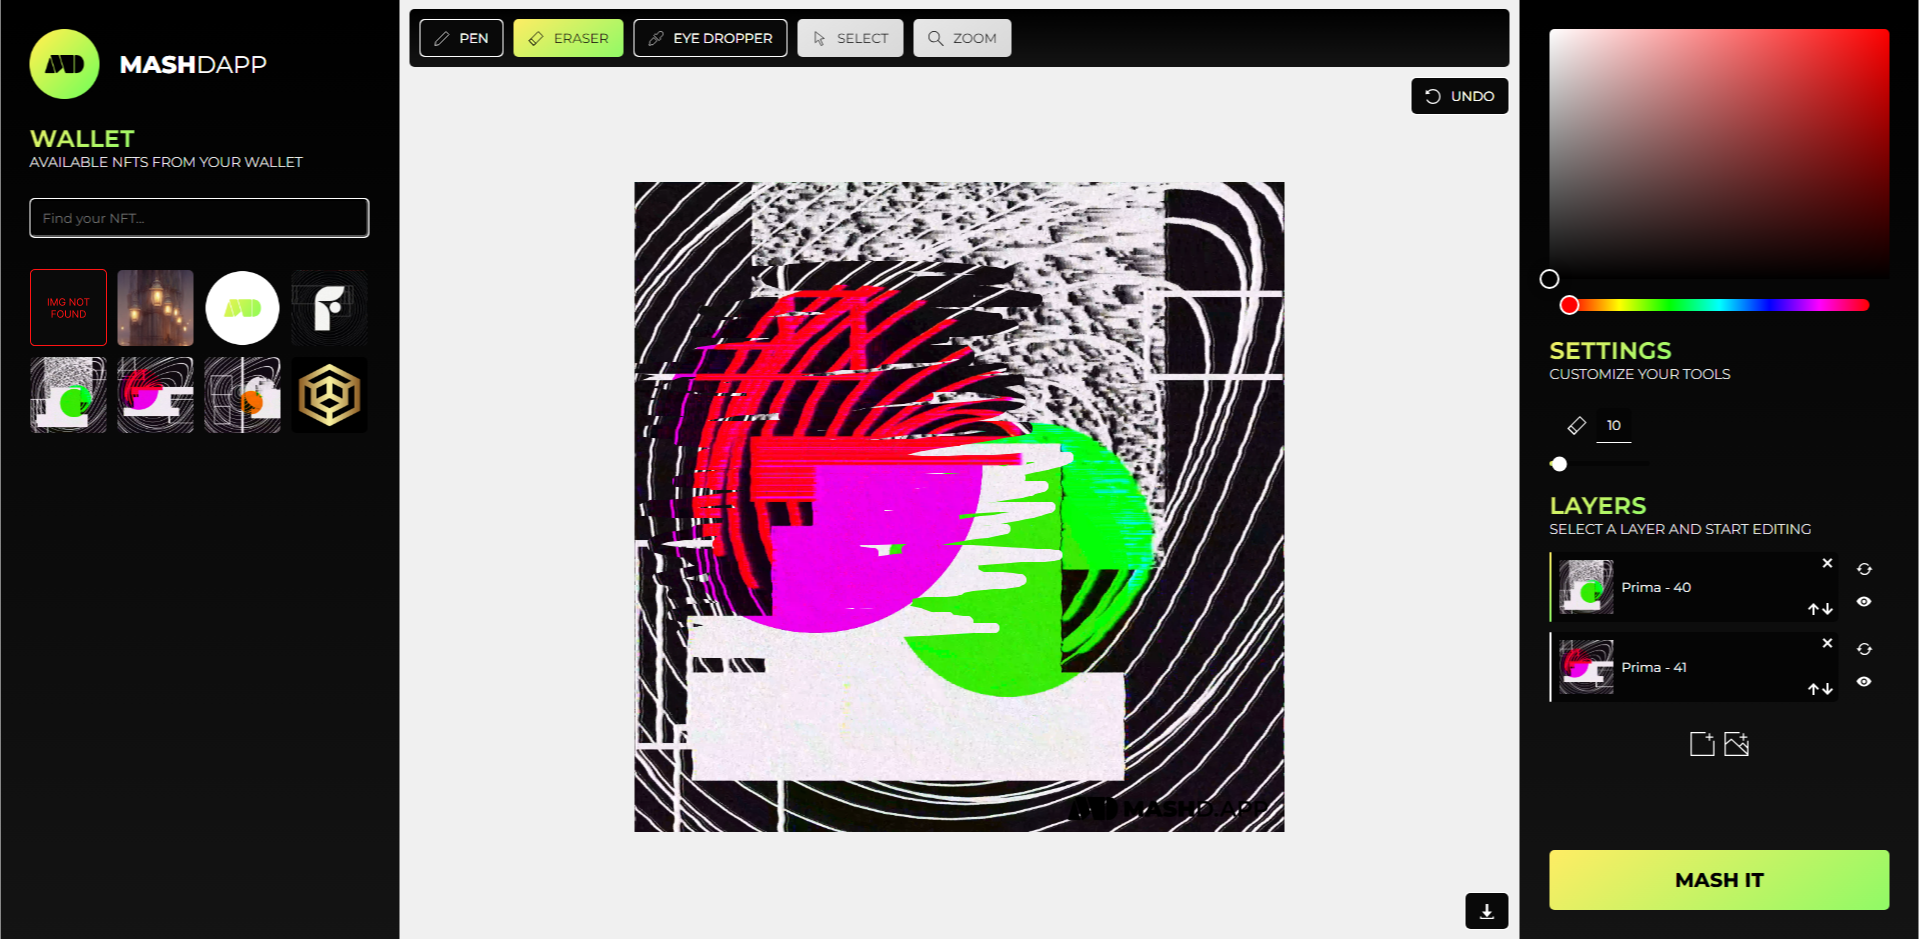 MASHDAPP
WALLET
AVAILABLE NFTS FROM YOUR WALLET
Find your NFT...
IMG NOT
FOUND
PEN
ERASER
EYE DROPPER
SELECT
ZOOM
UNDO
MASHD.APP
SETTINGS
CUSTOMIZE YOUR TOOLS
10
LAYERS
SELECT A LAYER AND START EDITING
Prima - 40
Prima - 41
MASH IT